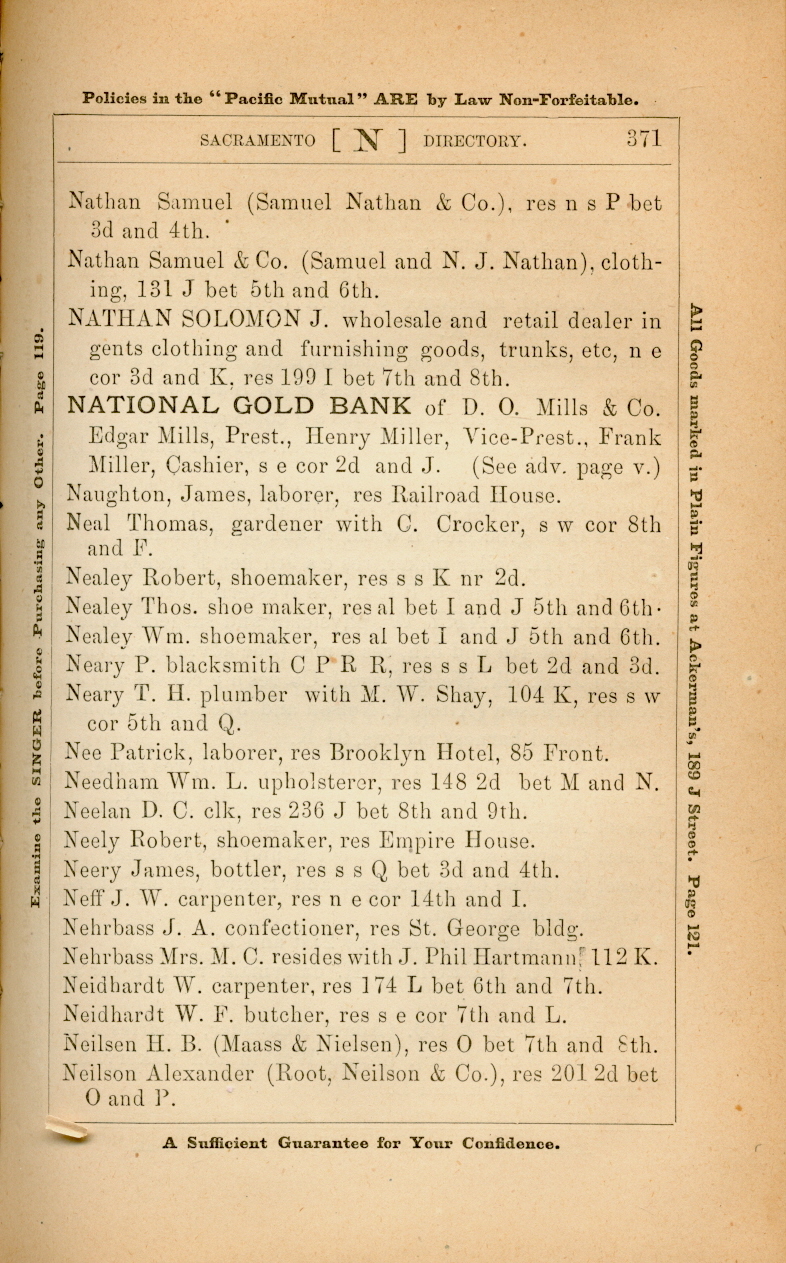 Policies in the “Pacific Mutual” ARE by Law Non-Forfeitable.
SACRAMENTO [ N ] DIRECTORY. 371
Nathan Samuel (Samuel Nathan & Co.), res n s P bet
3d and 4th.
Nathan Samuel & Co. (Samuel and N. J. Nathan), cloth-
ing, 131 J bet 5th and 6th.
NATHAN SOLOMON J. wholesale and retail dealer in
gents clothing and furnishing goods, trunks, etc, n e
cor 3d and K, res 199 I bet 7th and 8th.
NATIONAL GOLD BANK of D. O. Mills & Co.
Edgar Mills, Prest., Henry Miller, Vice-Prest., Frank
Miller, Cashier, s e cor 2d and J. (See adv. page v.)
Naughton, James, laborer, res Railroad House.
Neal Thomas, gardener with C. Crocker, s w cor 8th
and F.
Nealey Robert, shoemaker, res s s K nr 2d.
Nealey Thos. shoe maker, res al bet I and J 5th and 6th.
Nealey Wm. shoemaker, res al bet I and J 5th and 6th.
Neary P. blacksmith C P R R, res s s L bet 2d and 3d.
Neary T. H. plumber with M. W. Shay, 104 K, res s w
cor 5th and Q.
Nee Patrick, laborer, res Brooklyn Hotel, 85 Front.
Needham Wm. L. upholsterer, res 148 2d bet M and N.
Neelan D. C. clk, res 236 J bet 8th and 9th.
Neely Robert, shoemaker, res Empire House.
Neery James, bottler, res s s Q bet 3d and 4th.
Neff J. W. carpenter, res n e cor 14th and I.
Nehrbass J. A. confectioner, res St. George bldg.
Nehrbass Mrs. M. C. resides with J. Phil Hartmann, 112 K.
Neidhardt W. carpenter, res 174 L bet 6th and 7th.
Neidhardt W. F. butcher, res s e cor 7th and L.
Neilsen H. B. (Maass & Nielsen), res O bet 7th and 8th.
Neilson Alexander (Root, Neilson & Co.), res 201 2d bet
O and P.
A Sufficient Guarantee for Your Confidence.
Examine the SINGER before Purchasing any Other. Page 119.
All Goods marked in Plain Figures at Ackerman's, 189 J Street. Page 121.